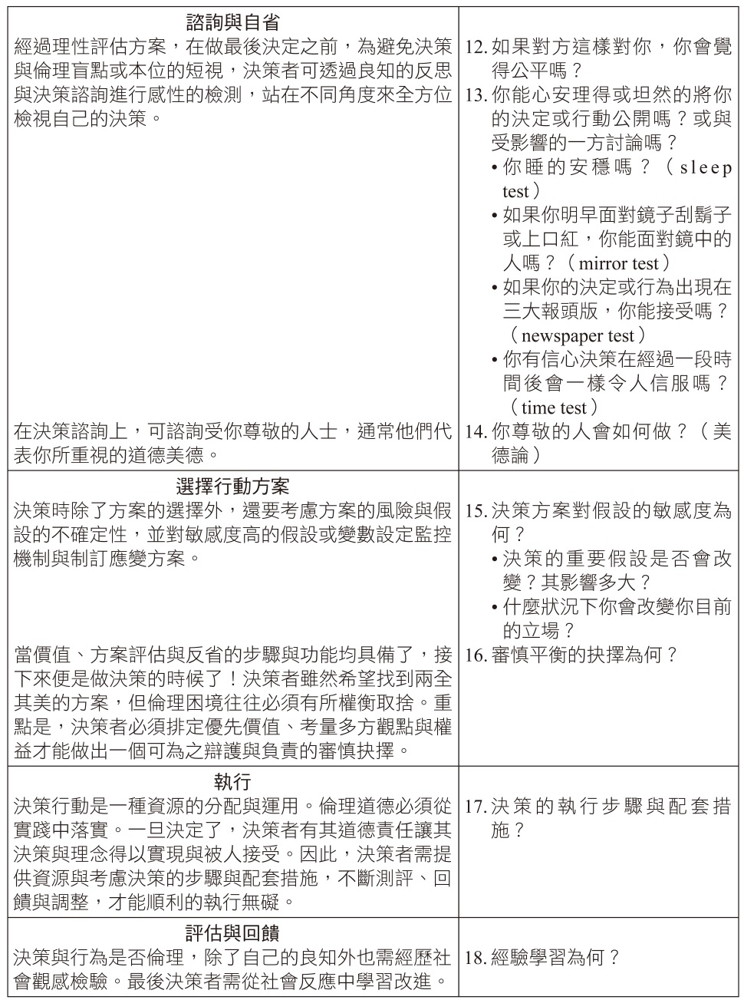 諮詢與自省
經過理性評估方案，在做最後決定之前，為避免決策
與倫理盲點或本位的短視，決策者可透過良知的反思
與決策諮詢進行感性的檢測，站在不同角度來全方位
檢視自己的決策。
12. 如果對方這樣對你，你會覺
得公平嗎？
13. 你能心安理得或坦然的將你
的決定或行動公開嗎？或與
受影響的一方討論嗎？
• 你睡的安穩嗎？（sleep
test）
• 如果你明早面對鏡子刮鬍子
或上口紅，你能面對鏡中的
人嗎？（mirror test）
• 如果你的決定或行為出現在
三大報頭版，你能接受嗎？
（newspaper test）
• 你有信心決策在經過一段時
間後會一樣令人信服嗎？
（time test）
在決策諮詢上，可諮詢受你尊敬的人士，通常他們代
表你所重視的道德美德。
14. 你尊敬的人會如何做？（美
德論）
選擇行動方案
決策時除了方案的選擇外，還要考慮方案的風險與假
設的不確定性，並對敏感度高的假設或變數設定監控
機制與制訂應變方案。
15. 決策方案對假設的敏感度為
何？
• 決策的重要假設是否會改
變？其影響多大？
• 什麼狀況下你會改變你目前
的立場？
當價值、方案評估與反省的步驟與功能均具備了，接
下來便是做決策的時候了！決策者雖然希望找到兩全
其美的方案，但倫理困境往往必須有所權衡取捨。重
點是，決策者必須排定優先價值、考量多方觀點與權
益才能做出一個可為之辯護與負責的審慎抉擇。
16. 審慎平衡的抉擇為何？
執行
決策行動是一種資源的分配與運用。倫理道德必須從
實踐中落實。一旦決定了，決策者有其道德責任讓其
決策與理念得以實現與被人接受。因此，決策者需提
供資源與考慮決策的步驟與配套措施，不斷測評、回
饋與調整，才能順利的執行無礙。
17. 決策的執行步驟與配套措
施？
評估與回饋
決策與行為是否倫理，除了自己的良知外也需經歷社
會觀感檢驗。最後決策者需從社會反應中學習改進。
18. 經驗學習為何？